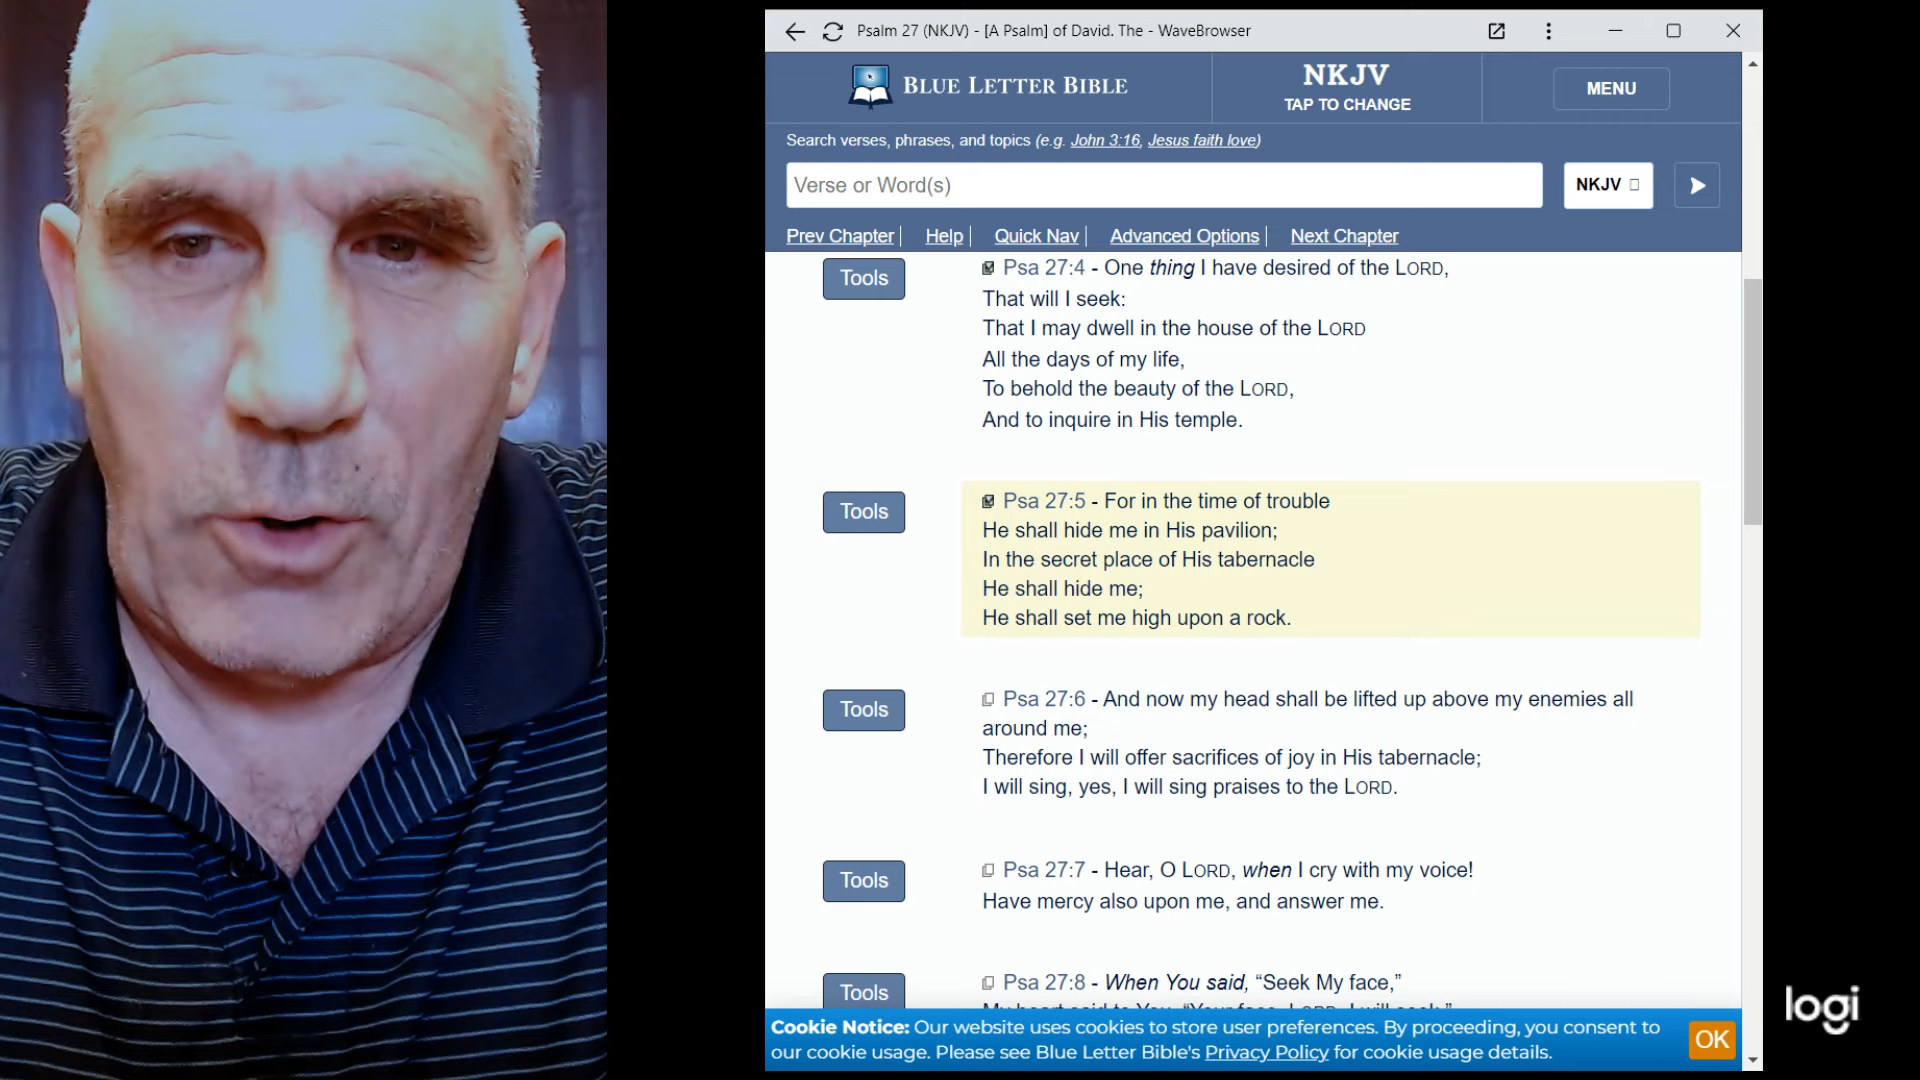 Psalm 27 (NKJV) - [A Psalm] of David. The - WaveBrowser
BLUE LETTER BIBLE
NKJV
TAP TO CHANGE
MENU
Search verses, phrases, and topics (e.g. John 3:16, Jesus faith love)
Verse or Word(s)
NKJV
Prev Chapter| Help| Quick Nav| Advanced Options| Next Chapter
Tools
Psa 27:4 - One thing I have desired of the LORD,
That will I seek:
That I may dwell in the house of the LORD
All the days of my life,
To behold the beauty of the LORD,
And to inquire in His temple.
Tools
Psa 27:5 - For in the time of trouble
He shall hide me in His pavilion;
In the secret place of His tabernacle
He shall hide me;
He shall set me high upon a rock.
Tools
Psa 27:6 - And now my head shall be lifted up above my enemies all
around me;
Therefore I will offer sacrifices of joy in His tabernacle;
I will sing, yes, I will sing praises to the LORD.
Tools
Psa 27:7 - Hear, O LORD, when I cry with my voice!
Have mercy also upon me, and answer me.
Tools
Psa 27:8 - When You said, “Seek My face,”
My heart said to You, “Your face, LORD, I will seek.”
Cookie Notice: Our website uses cookies to store user preferences. By proceeding, you consent to
our cookie usage. Please see Blue Letter Bible's Privacy Policy for cookie usage details.
OK
logi